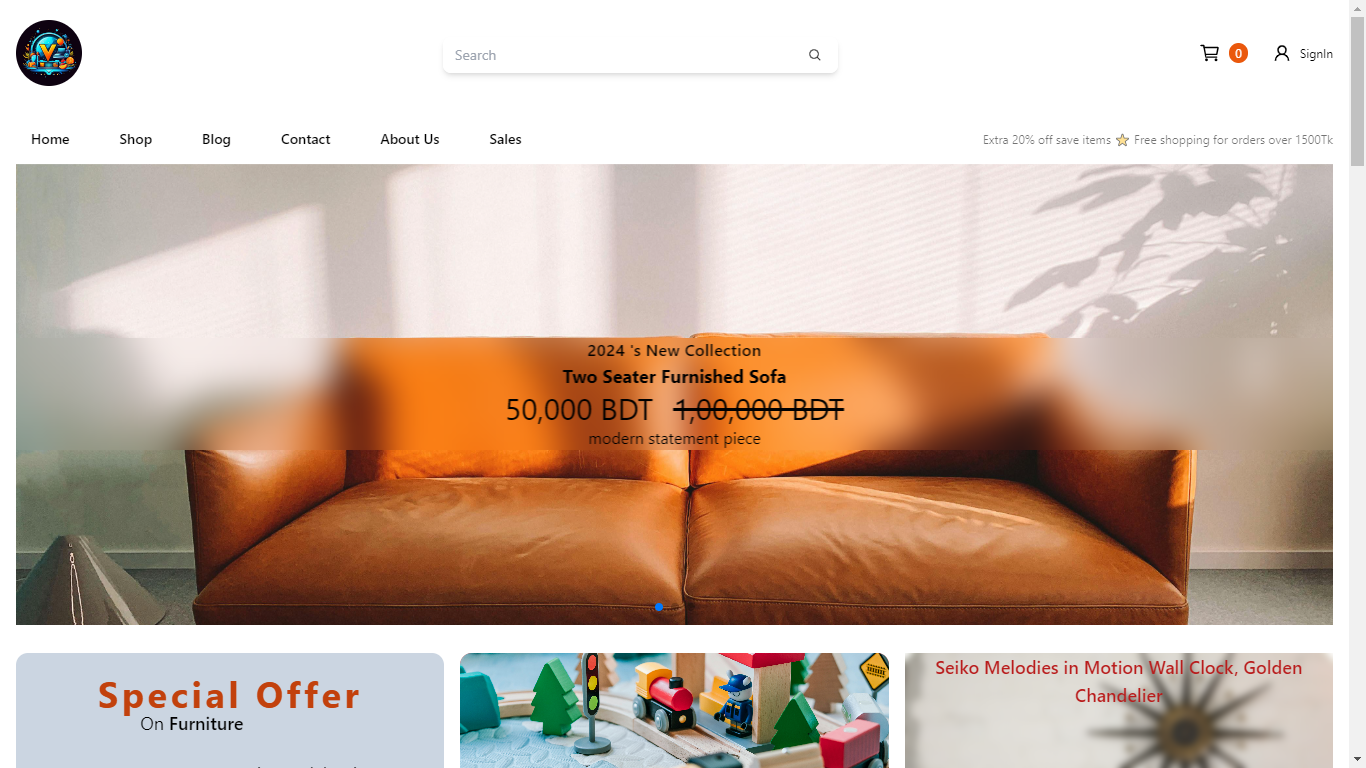 Search
0
SignIn
Home
Shop
Blog
Contact
About Us
Sales
Extra 20% off save items ⭐ Free shopping for orders over 1500Tk
2024 's New Collection
Two Seater Furnished Sofa
50,000 BDT 1,00,000 BDT
modern statement piece
Special Offer
On Furniture
Seiko Melodies in Motion Wall Clock, Golden
Chandelier